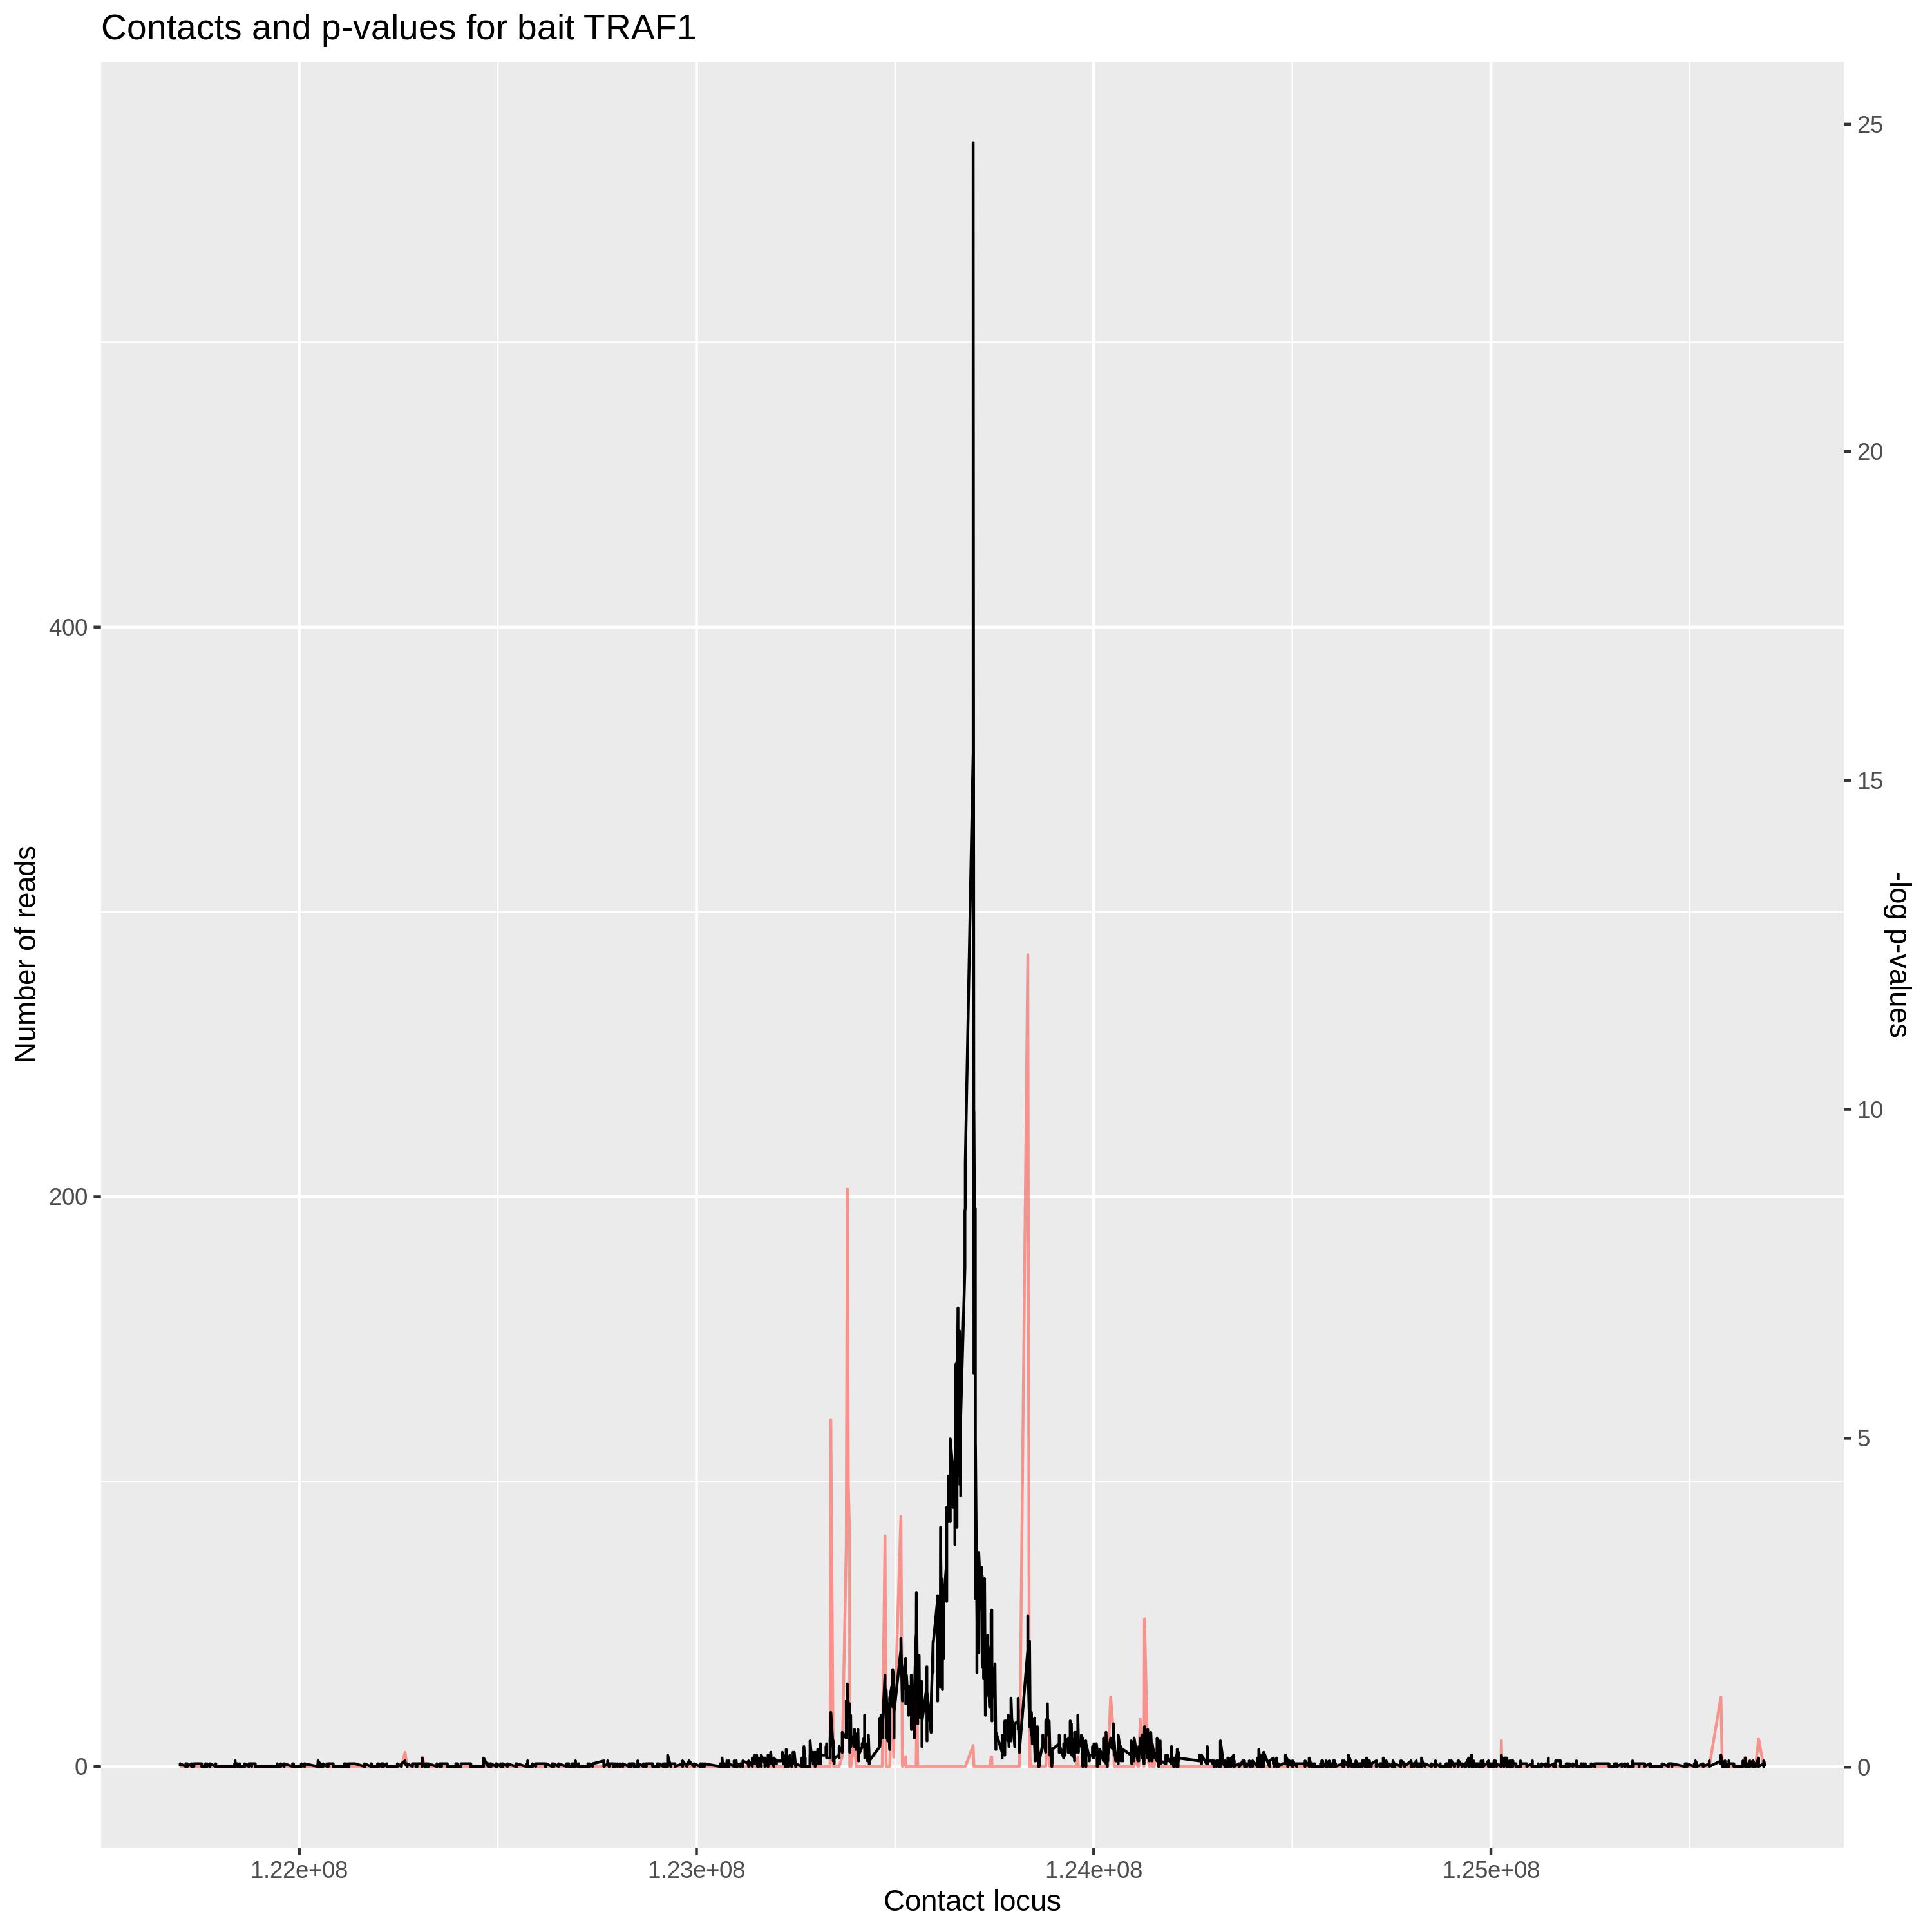 Contacts and p-values for bait TRAF1
25
20
400
15
Number of reads
-log p-values
10
200
5
0
0
1.22e+08
1.23e+08
1.24e+08
1.25e+08
Contact locus